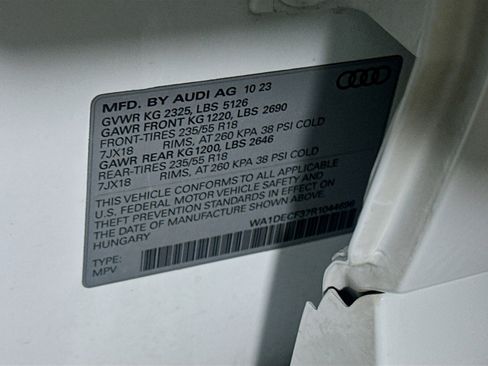 MFD. BY AUDI AG 10 23
GVWR KG 2325, LBS 5126
GAWR FRONT KG 1220, LBS 2690
FRONT-TIRES 235/55 R18
7JX18 RIMS, AT 260 KPA 38 PSI COLD
GAWR REAR KG 1200, LBS 2646
REAR-TIRES 235/55 R18
7JX18 RIMS, AT 260 KPA 38 PSI COLD
THIS VEHICLE CONFORMS TO ALL APPLICABLE
U.S. FEDERAL MOTOR VEHICLE SAFETY AND
THEFT PREVENTION STANDARDS IN EFFECT ON
THE DATE OF MANUFACTURE SHOWN ABOVE.
HUNGARY
WA1DECF37R1044696
TYPE:
MPV